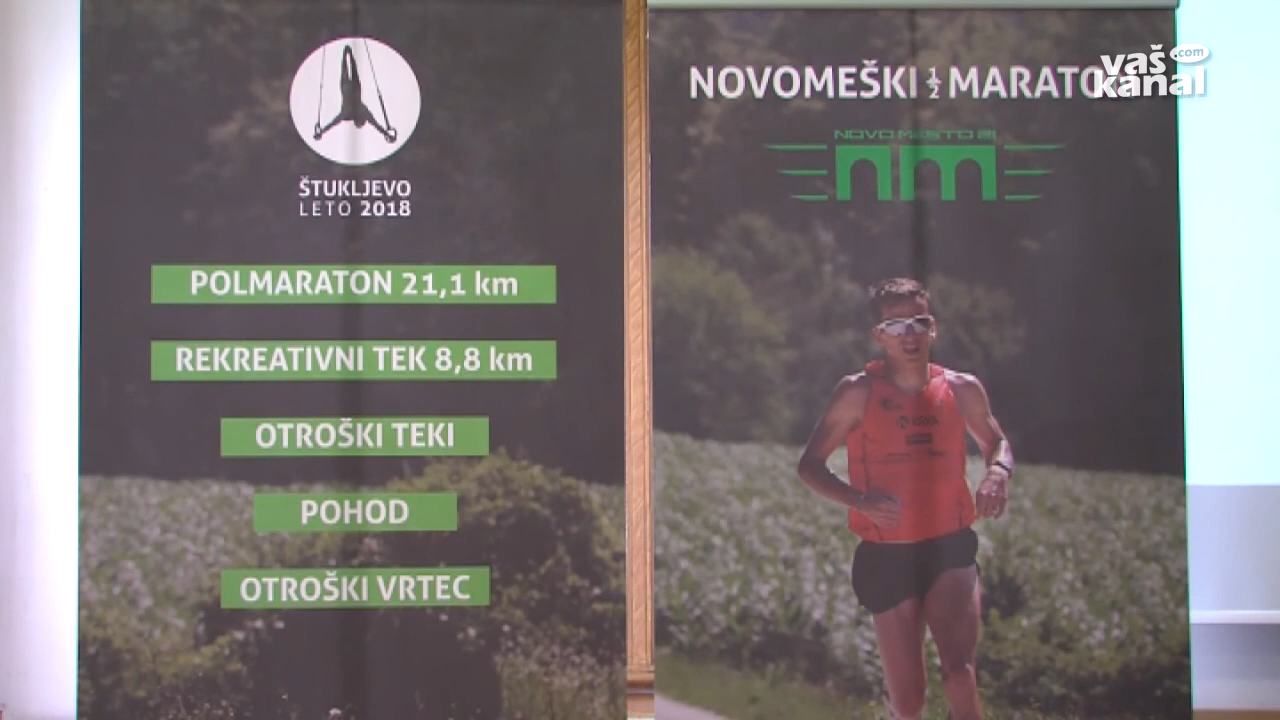 ŠTUKLJEVO
LETO 2018
POLMARATON 21,1 km
REKREATIVNI TEK 8,8 km
OTROŠKI TEKI
POHOD
OTROŠKI VRTEC
NOVOMEŠKI 1/2 MARATO
NOVO MESTO 21
nm
vaš
kanal
.com